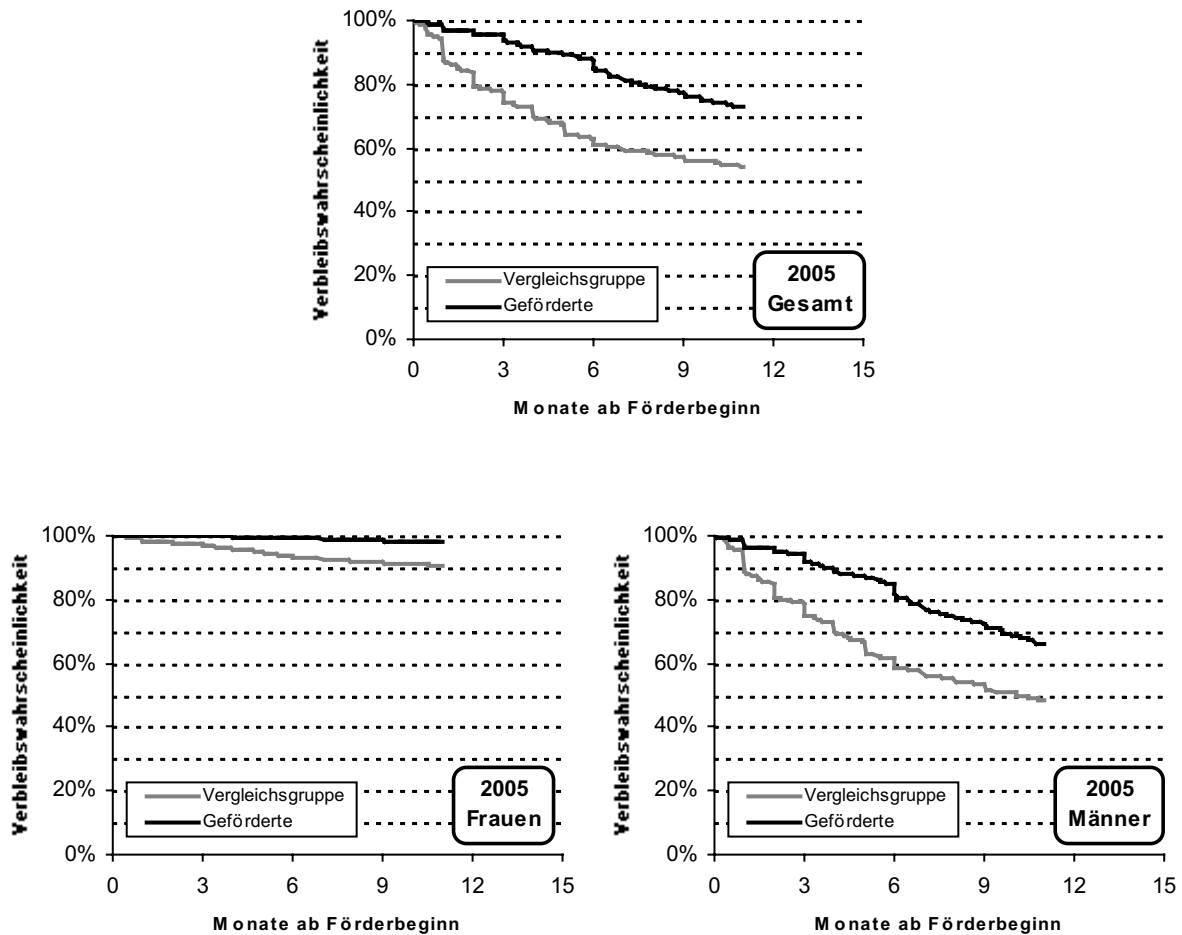 Verbleibswahrscheinlichkeit
100%
80%
60%
40%
20%
0%
Vergleichsgruppe
Geförderte
2005
Gesamt
0 3 6 9 12 15
Monate ab Förderbeginn
Verbleibswahrscheinlichkeit
100%
80%
60%
40%
20%
0%
Vergleichsgruppe
Geförderte
2005
Frauen
0 3 6 9 12 15
Monate ab Förderbeginn
Verbleibswahrscheinlichkeit
100%
80%
60%
40%
20%
0%
Vergleichsgruppe
Geförderte
2005
Männer
0 3 6 9 12 15
Monate ab Förderbeginn